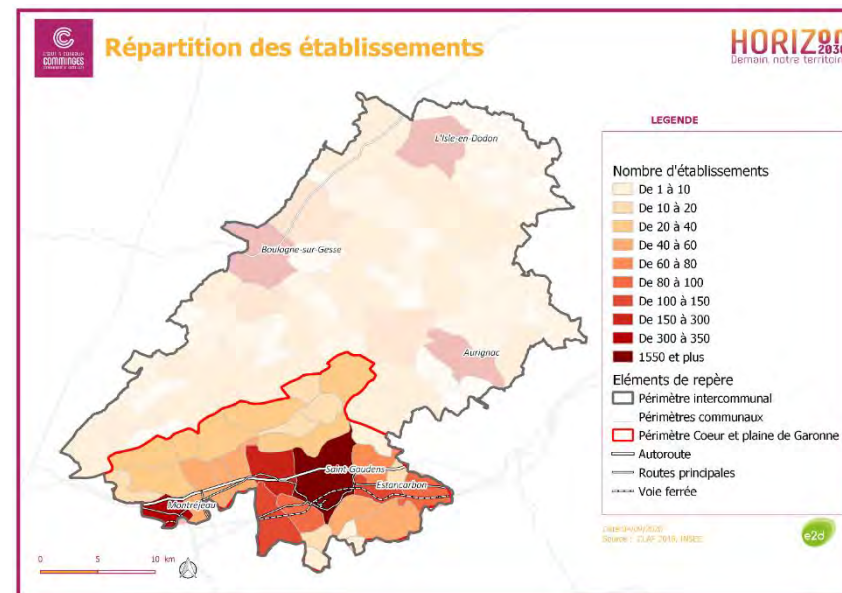 COMMINGES
Répartition des établissements
HORIZON
2030
Demain, notre territoire
LEGENDE
Nombre d'établissements
De 1 à 10
De 10 à 20
De 20 à 40
De 40 à 60
De 60 à 80
De 80 à 100
De 100 à 150
De 150 à 300
De 300 à 350
1550 et plus
Eléments de repère
Périmètre intercommunal
Périmètres communaux
Périmètre Coeur et plaine de Garonne
Autoroute
Routes principales
Voie ferrée
L'Isle-en-Dodon
Boulogne-sur-Gesse
Aurignac
Saint-Gaudens
Estancarbon
Montréjeau
0 5 10 km
Source : CLAP 2019, INSEE
e2d